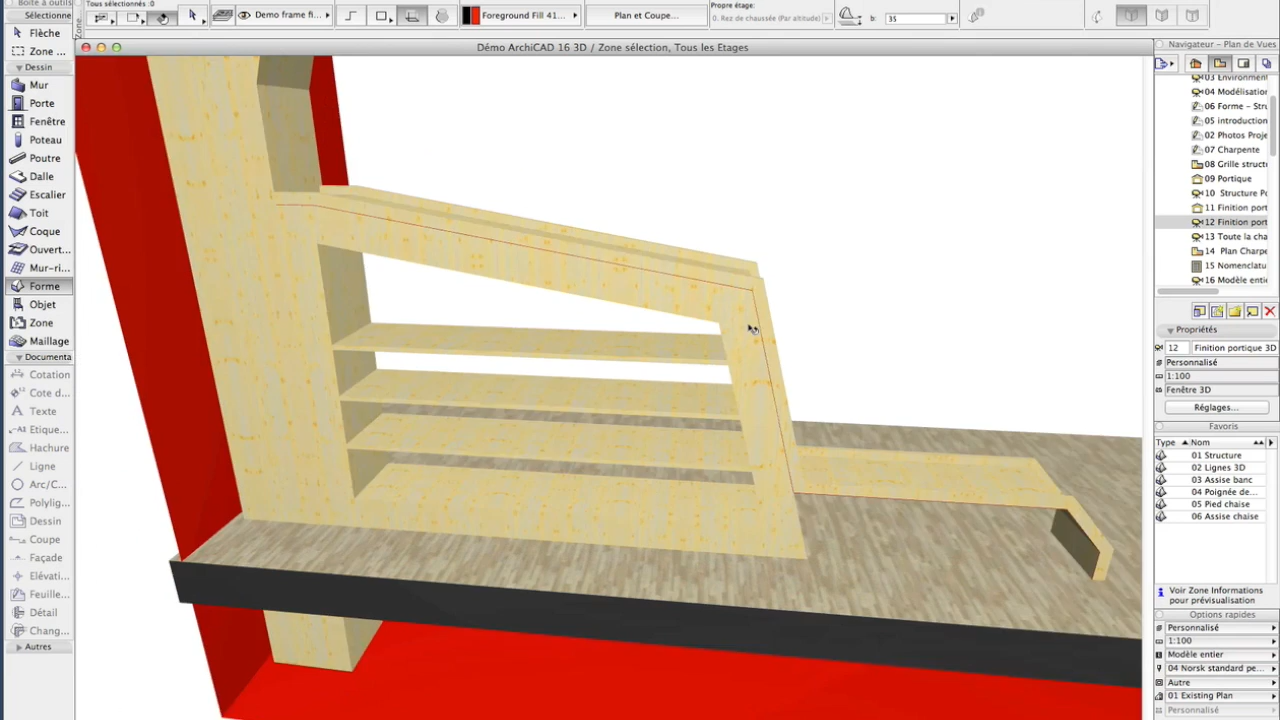 Tous sélectionnés :0
Sélectionne
Demo frame fi...
Foreground Fill 41...
Plan et Coupe...
Propre étage:
0. Rez de chaussée (Par altitude)
b:
35
Démo ArchiCAD 16 3D / Zone sélection, Tous les Etages
Flèche
Zone ...
Dessin
Mur
Porte
Fenêtre
Poteau
Poutre
Dalle
Escalier
Toit
Coque
Ouvert...
Mur-ri...
Forme
Objet
Zone
Maillage
Documenta
Cotation
Cote d...
Texte
Etique...
Hachure
Ligne
Arc/C...
Polylig...
Dessin
Coupe
Façade
Elévati...
Feuille...
Détail
Chang...
Autres
Navigateur - Plan de Vues
03 Environem
04 Modélisatio
06 Forme - Stru
05 introduction
02 Photos Proje
07 Charpente
08 Grille struct
09 Portique
10 Structure Po
11 Finition port
12 Finition port
13 Toute la cha
14 Plan Charpe
15 Nomenclatu
16 Modèle entie
Propriétés
12
Finition portique 3D
Personnalisé
1:100
Fenêtre 3D
Réglages...
Favoris
Type
Nom
01 Structure
02 Lignes 3D
03 Assise banc
04 Poignée de...
05 Pied chaise
06 Assise chaise
Voir Zone Informations
pour prévisualisation
Options rapides
Personnalisé
1:100
Modèle entier
04 Norsk standard pe...
Autre
01 Existing Plan
Personnalisé